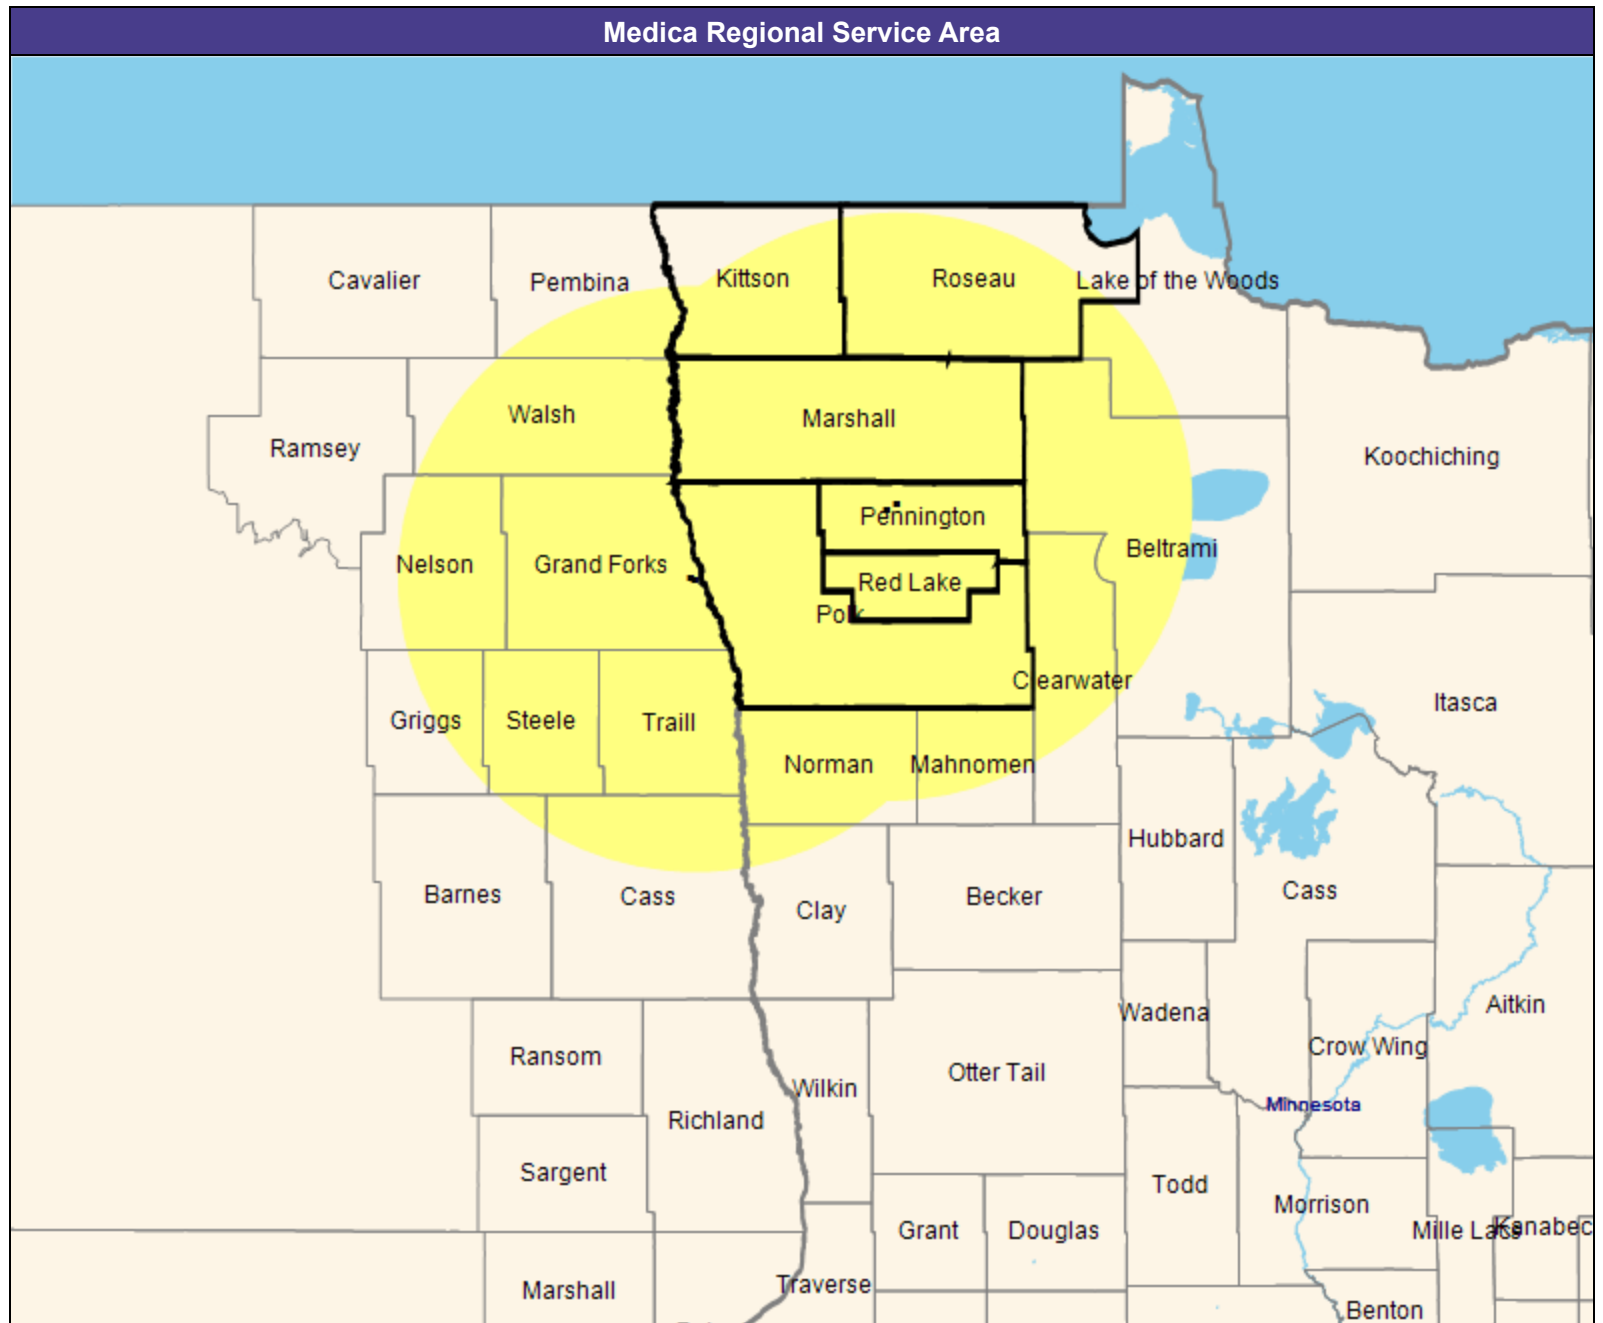 Medica Regional Service Area
Cavalier
Pembina
Kittson
Roseau
Lake of the Woods
Walsh
Marshall
Ramsey
Koochiching
Pennington
Beltrami
Nelson
Grand Forks
Red Lake
Polk
Clearwater
Griggs
Steele
Traill
Itasca
Norman
Mahnomen
Hubbard
Barnes
Cass
Clay
Becker
Cass
Wadena
Aitkin
Ransom
Crow Wing
Otter Tail
Wilkin
Minnesota
Richland
Sargent
Todd
Morrison
Grant
Douglas
Mille Lacs
Kanabec
Marshall
Traverse
Benton